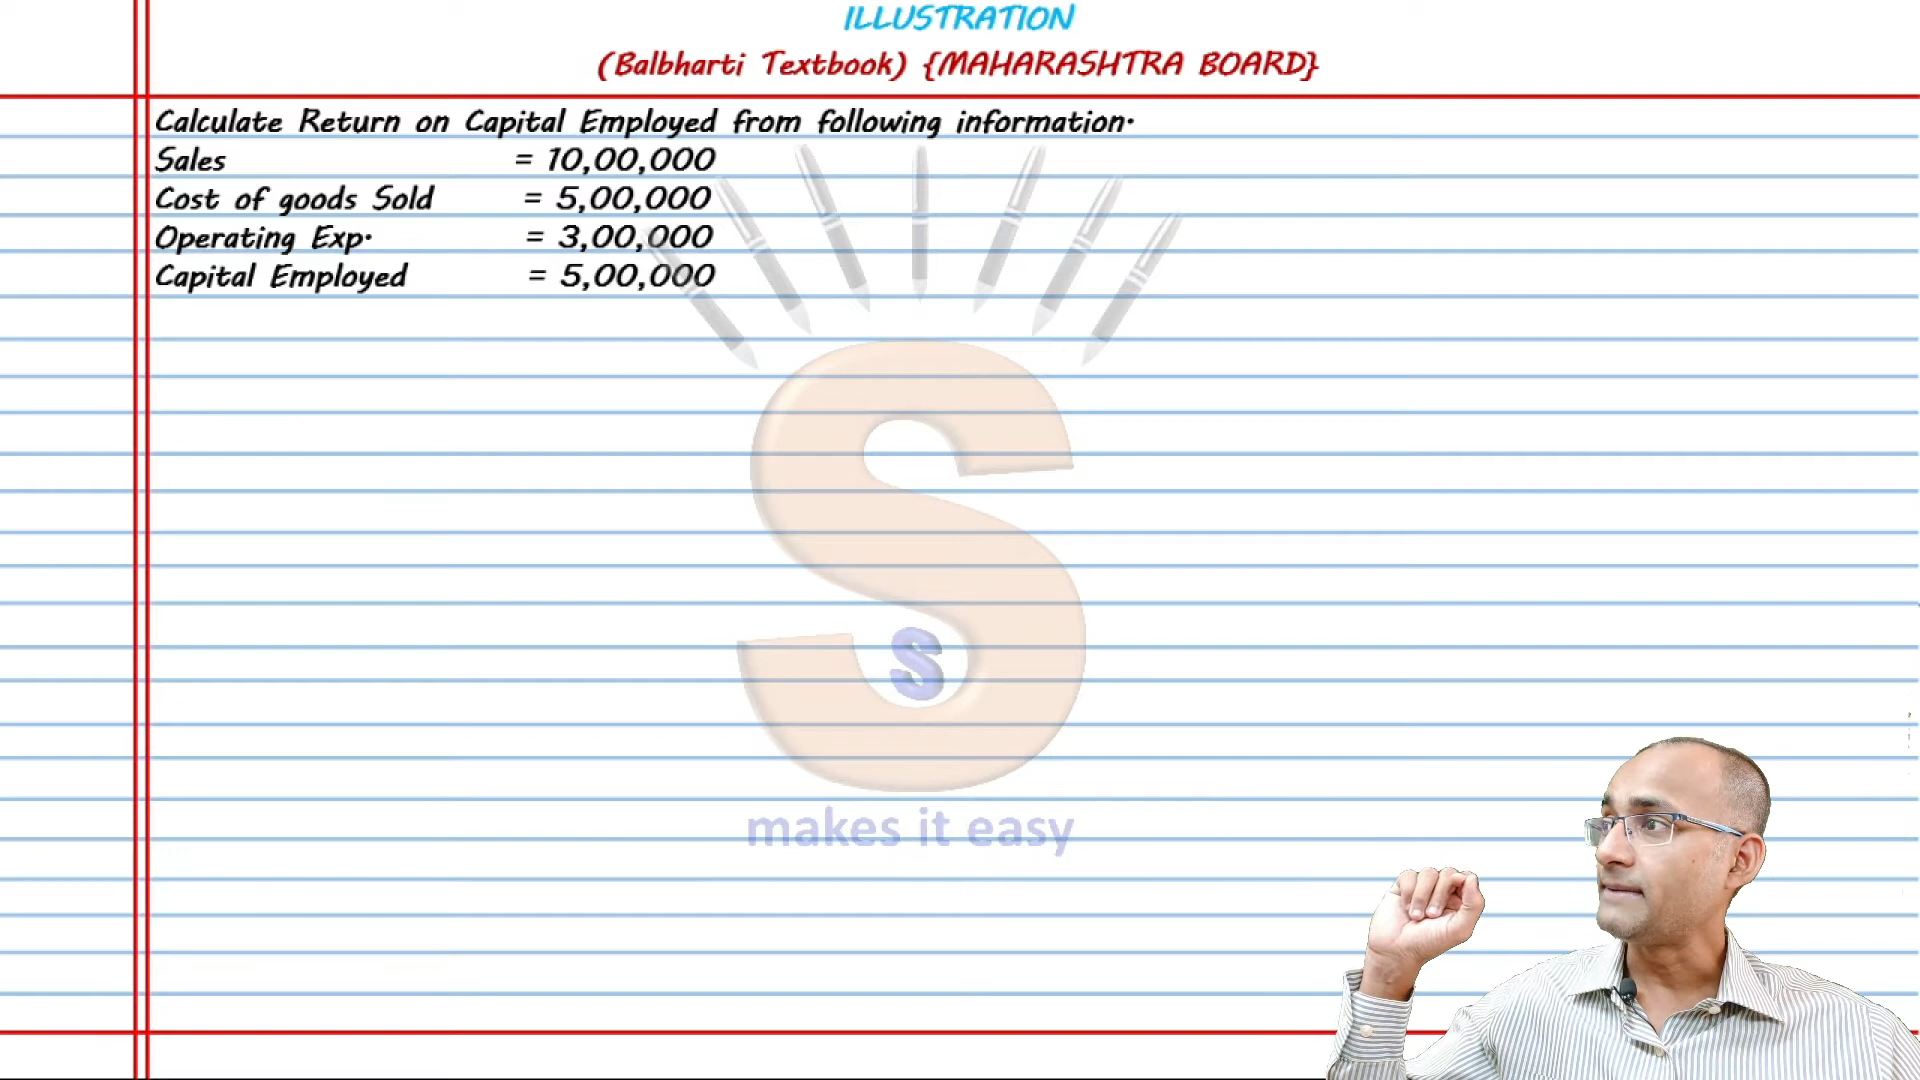 ILLUSTRATION
(Balbharti Textbook) {MAHARASHTRA BOARD}
Calculate Return on Capital Employed from following information.
Sales = 10,00,000
Cost of goods Sold = 5,00,000
Operating Exp. = 3,00,000
Capital Employed = 5,00,000
S
s
makes it easy